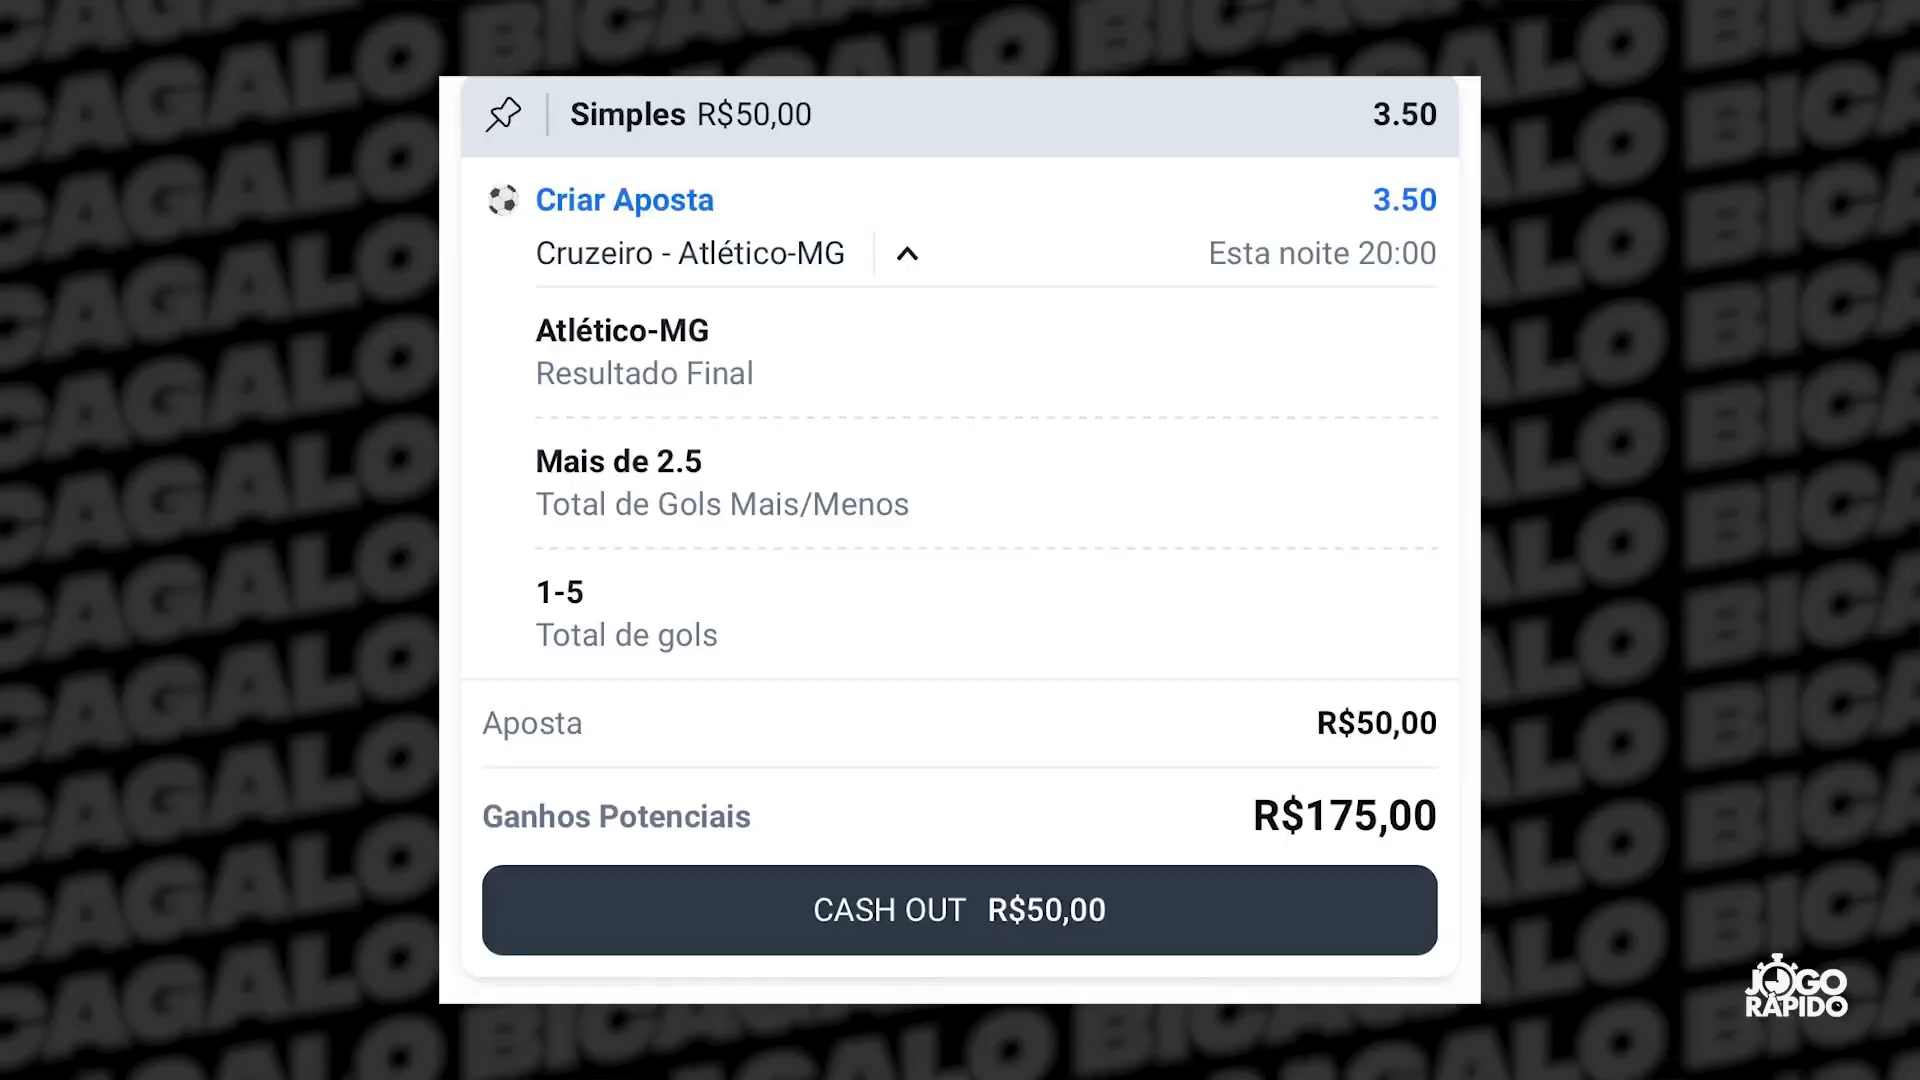 Simples R$50,00 3.50
Criar Aposta 3.50
Cruzeiro - Atlético-MG Esta noite 20:00
Atlético-MG
Resultado Final
Mais de 2.5
Total de Gols Mais/Menos
1-5
Total de gols
Aposta R$50,00
Ganhos Potenciais R$175,00
CASH OUT R$50,00
JOGO
RÁPIDO
BICAGALO